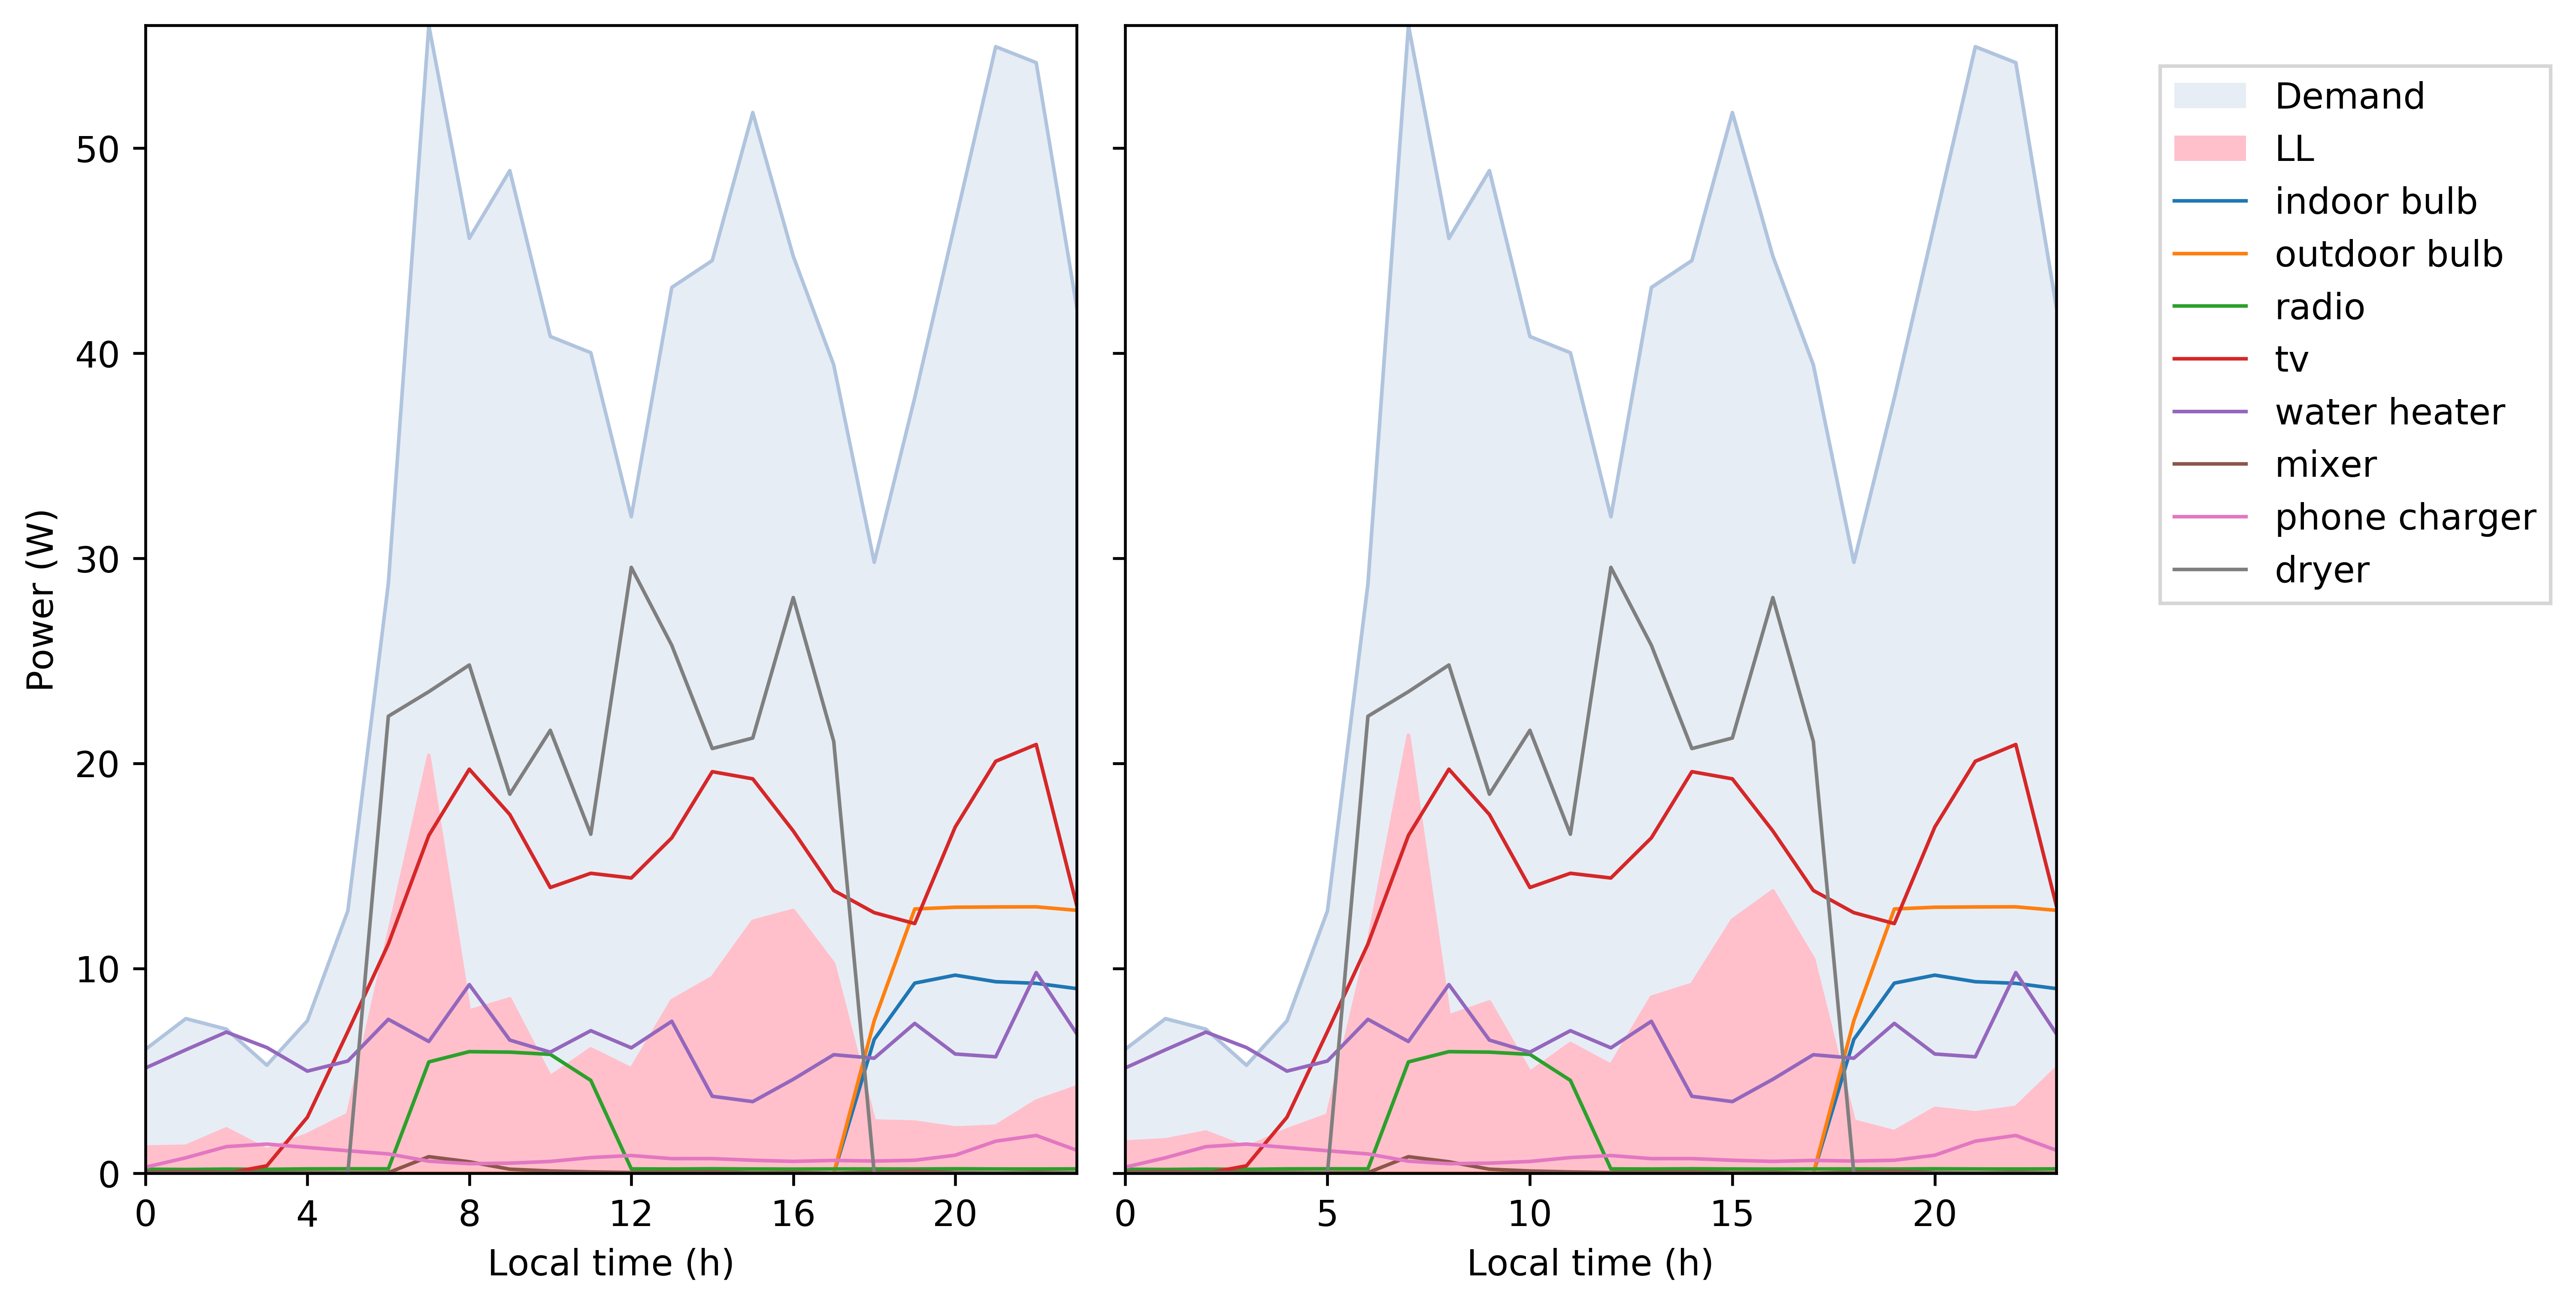 Power (W)
50
40
30
20
10
0
0 4 8 12 16 20
Local time (h)
0 5 10 15 20
Local time (h)
Demand
LL
indoor bulb
outdoor bulb
radio
tv
water heater
mixer
phone charger
dryer